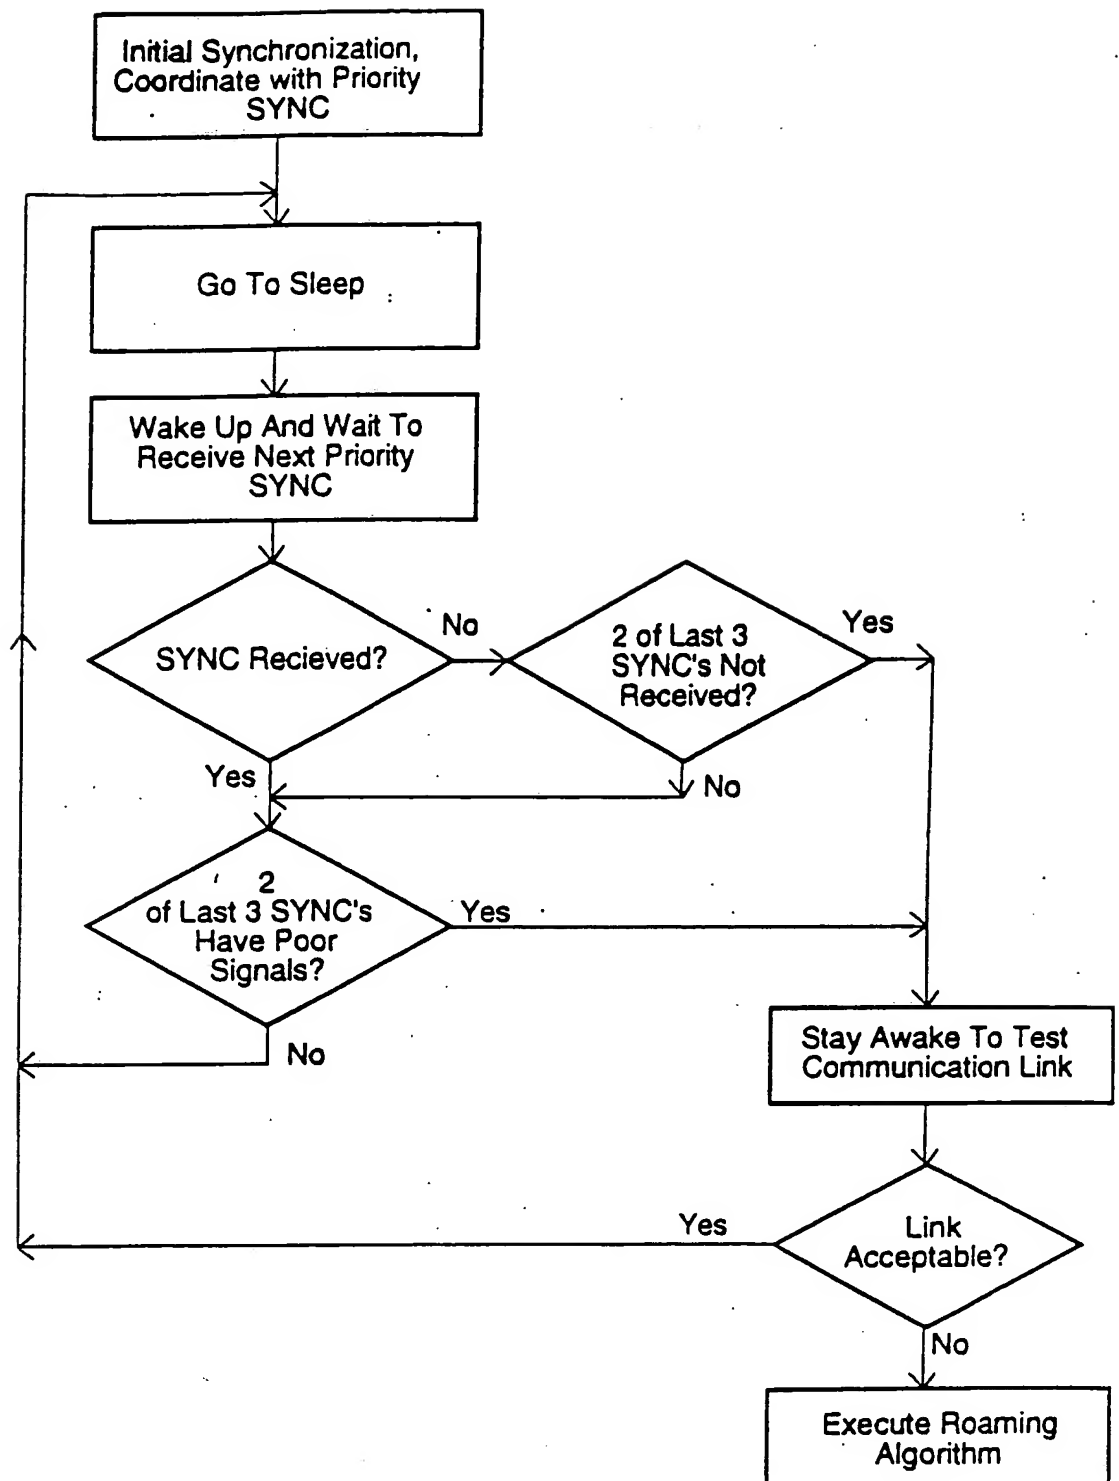 Initial Synchronization,
Coordinate with Priority
SYNC
Go To Sleep
Wake Up And Wait To
Receive Next Priority
SYNC
SYNC Recieved?
No
2 of Last 3
SYNC's Not
Received?
Yes
Yes
No
2
of Last 3 SYNC's
Have Poor
Signals?
Yes
No
Stay Awake To Test
Communication Link
Link
Acceptable?
Yes
No
Execute Roaming
Algorithm